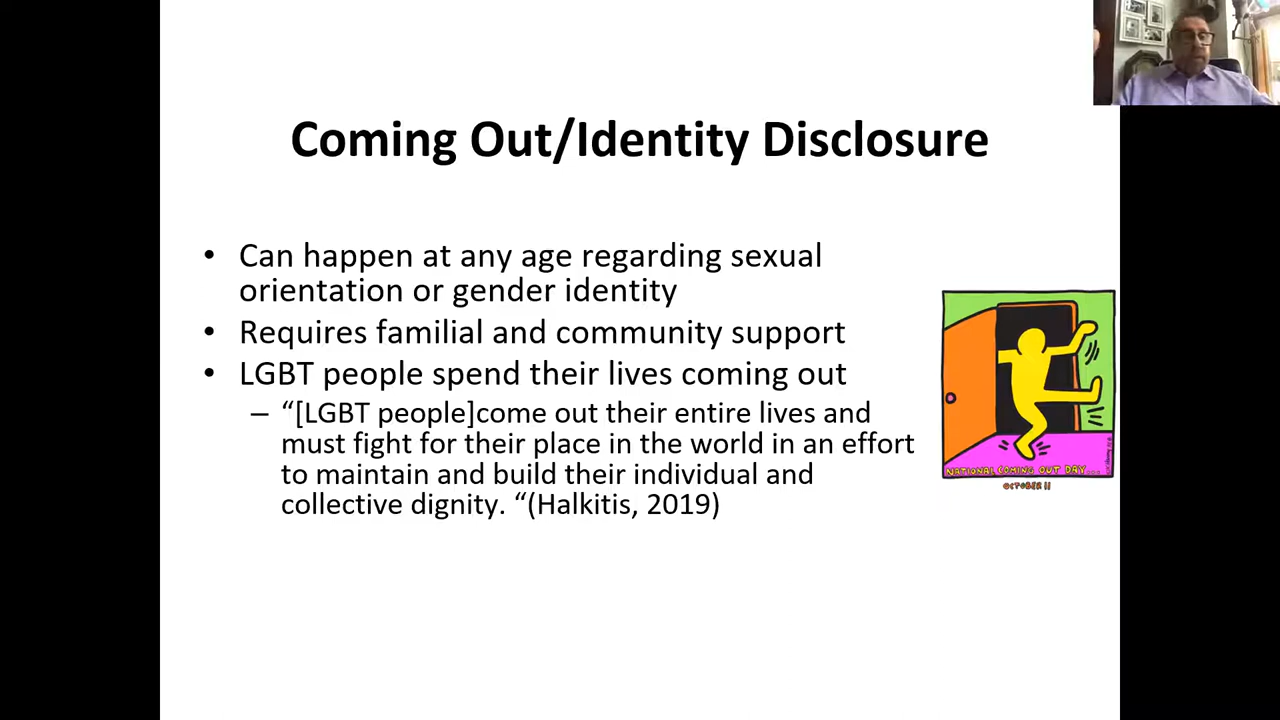 Coming Out/Identity Disclosure
• Can happen at any age regarding sexual
orientation or gender identity
• Requires familial and community support
• LGBT people spend their lives coming out
– “[LGBT people]come out their entire lives and
must fight for their place in the world in an effort
to maintain and build their individual and
collective dignity. “(Halkitis, 2019)
NATIONAL COMING OUT DAY...
OCTOBER 11